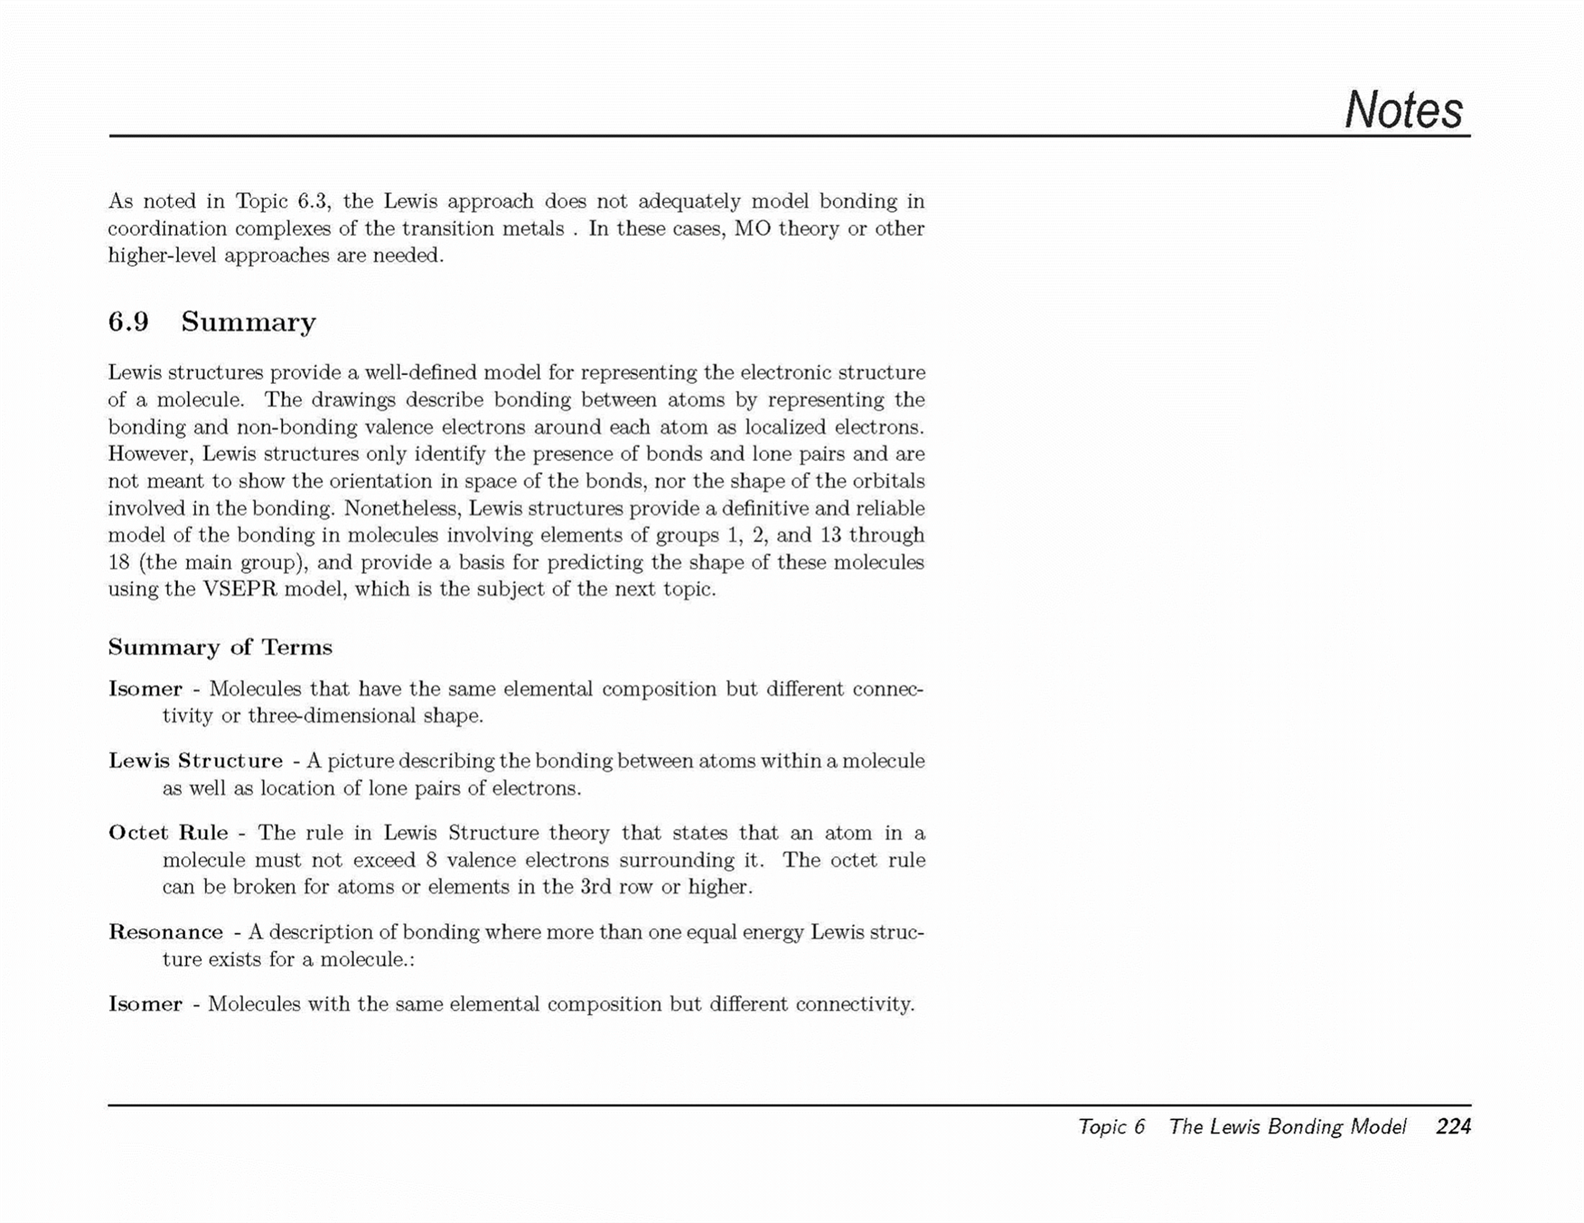 Notes
As noted in Topic 6.3, the Lewis approach does not adequately model bonding in
coordination complexes of the transition metals . In these cases, MO theory or other
higher-level approaches are needed.
6.9 Summary
Lewis structures provide a well-defined model for representing the electronic structure
of a molecule. The drawings describe bonding between atoms by representing the
bonding and non-bonding valence electrons around each atom as localized electrons.
However, Lewis structures only identify the presence of bonds and lone pairs and are
not meant to show the orientation in space of the bonds, nor the shape of the orbitals
involved in the bonding. Nonetheless, Lewis structures provide a definitive and reliable
model of the bonding in molecules involving elements of groups 1, 2, and 13 through
18 (the main group), and provide a basis for predicting the shape of these molecules
using the VSEPR model, which is the subject of the next topic.
Summary of Terms
Isomer - Molecules that have the same elemental composition but different connec-
tivity or three-dimensional shape.
Lewis Structure - A picture describing the bonding between atoms within a molecule
as well as location of lone pairs of electrons.
Octet Rule - The rule in Lewis Structure theory that states that an atom in a
molecule must not exceed 8 valence electrons surrounding it. The octet rule
can be broken for atoms or elements in the 3rd row or higher.
Resonance - A description of bonding where more than one equal energy Lewis struc-
ture exists for a molecule.:
Isomer - Molecules with the same elemental composition but different connectivity.
Topic 6 The Lewis Bonding Model 224